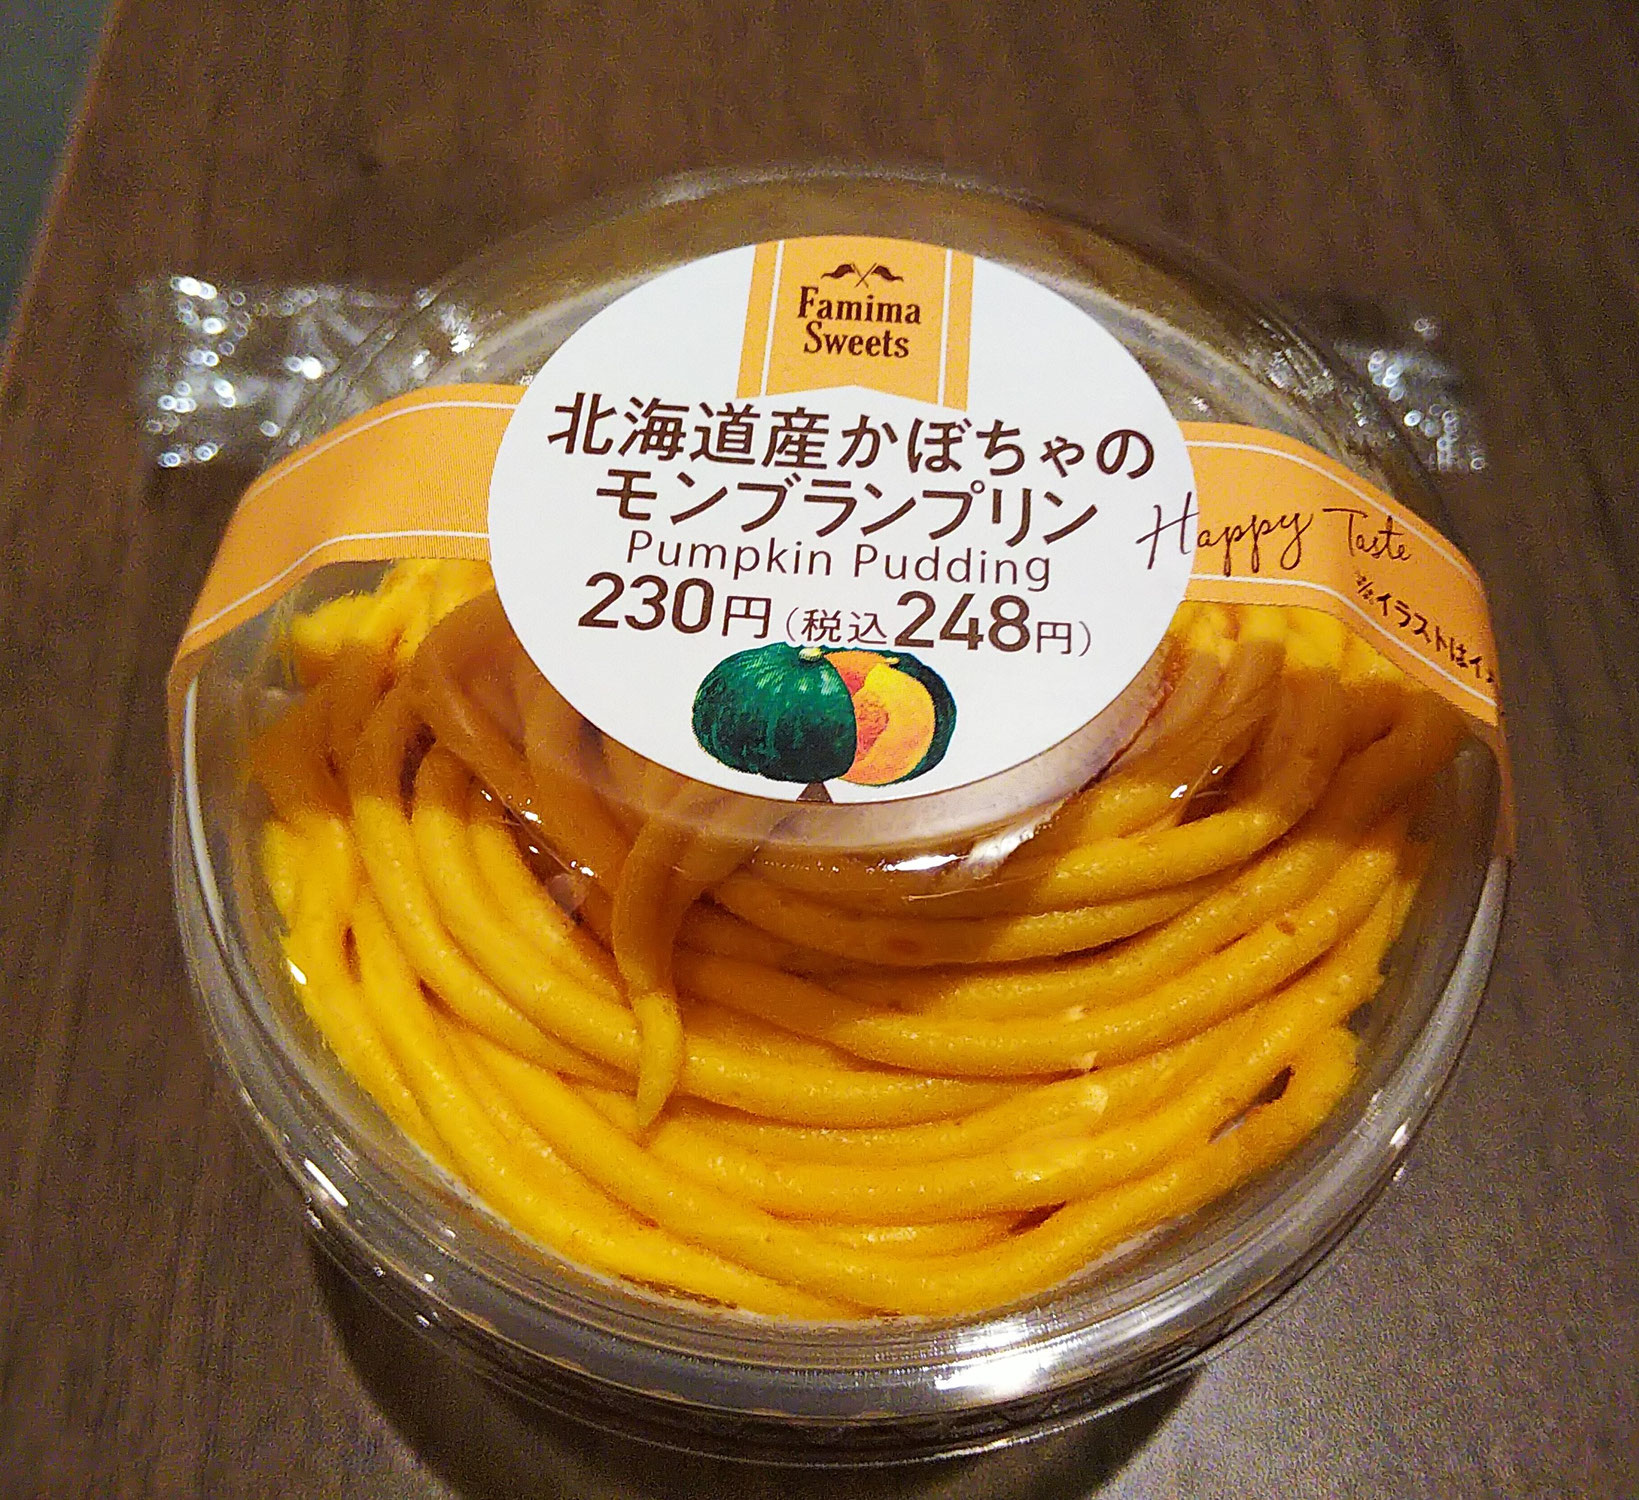 Famima
Sweets
北海道産かぼちゃの
モンブランプリン
Pumpkin Pudding
230円(税込248円)
Happy Taste
イラストはイ